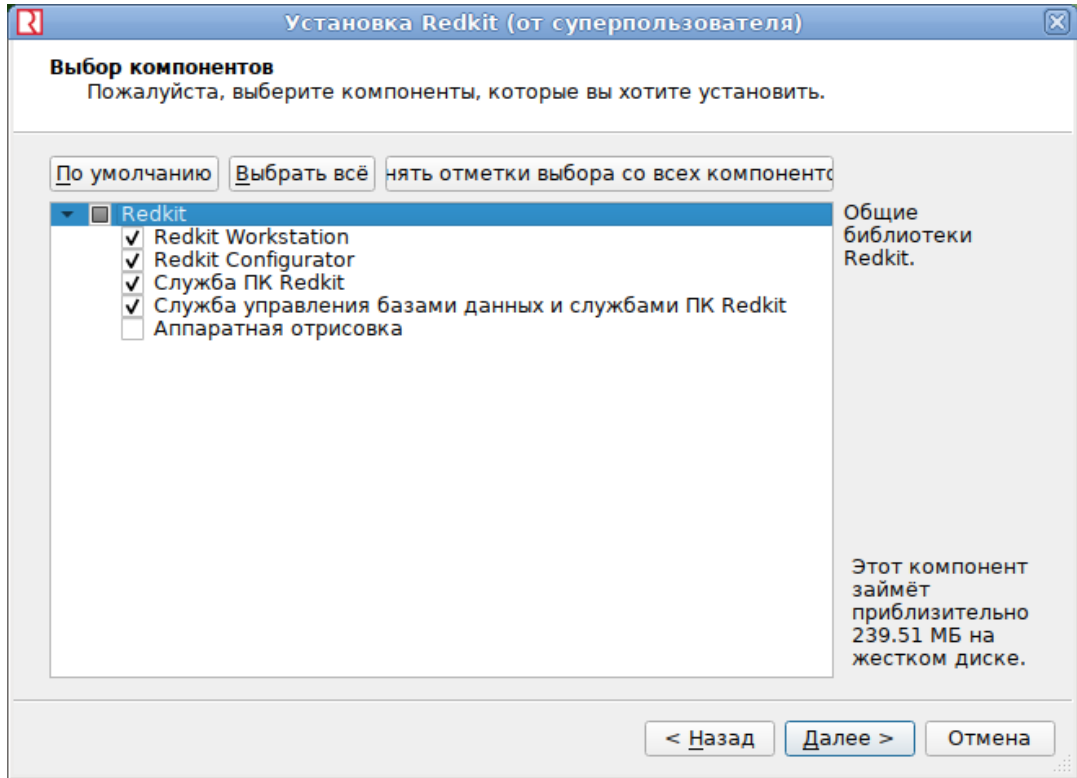 Установка Redkit (от суперпользователя)
Выбор компонентов
Пожалуйста, выберите компоненты, которые вы хотите установить.
По умолчанию
Выбрать всё
нять отметки выбора со всех компоненто
Redkit
Redkit Workstation
Redkit Configurator
Служба ПК Redkit
Служба управления базами данных и службами ПК Redkit
Аппаратная отрисовка
Общие
библиотеки
Redkit.
Этот компонент
займёт
приблизительно
239.51 МБ на
жестком диске.
< Назад
Далее >
Отмена